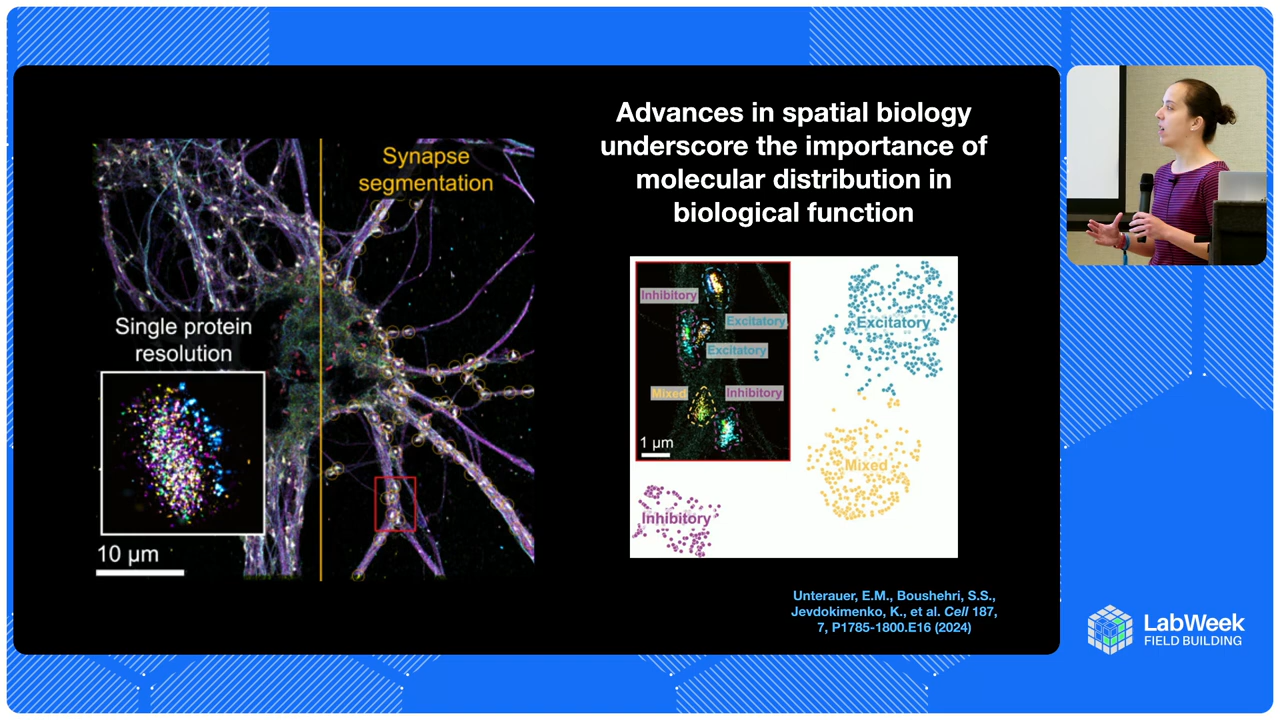 Advances in spatial biology
underscore the importance of
molecular distribution in
biological function
Synapse
segmentation
Single protein
resolution
10 μm
Inhibitory
Excitatory
Excitatory
Mixed
Inhibitory
1 μm
Excitatory
Mixed
Inhibitory
Unterauer, E.M., Boushehri, S.S.,
Jevdokimenko, K., et al. Cell 187,
7, P1785-1800.E16 (2024)
LabWeek
FIELD BUILDING